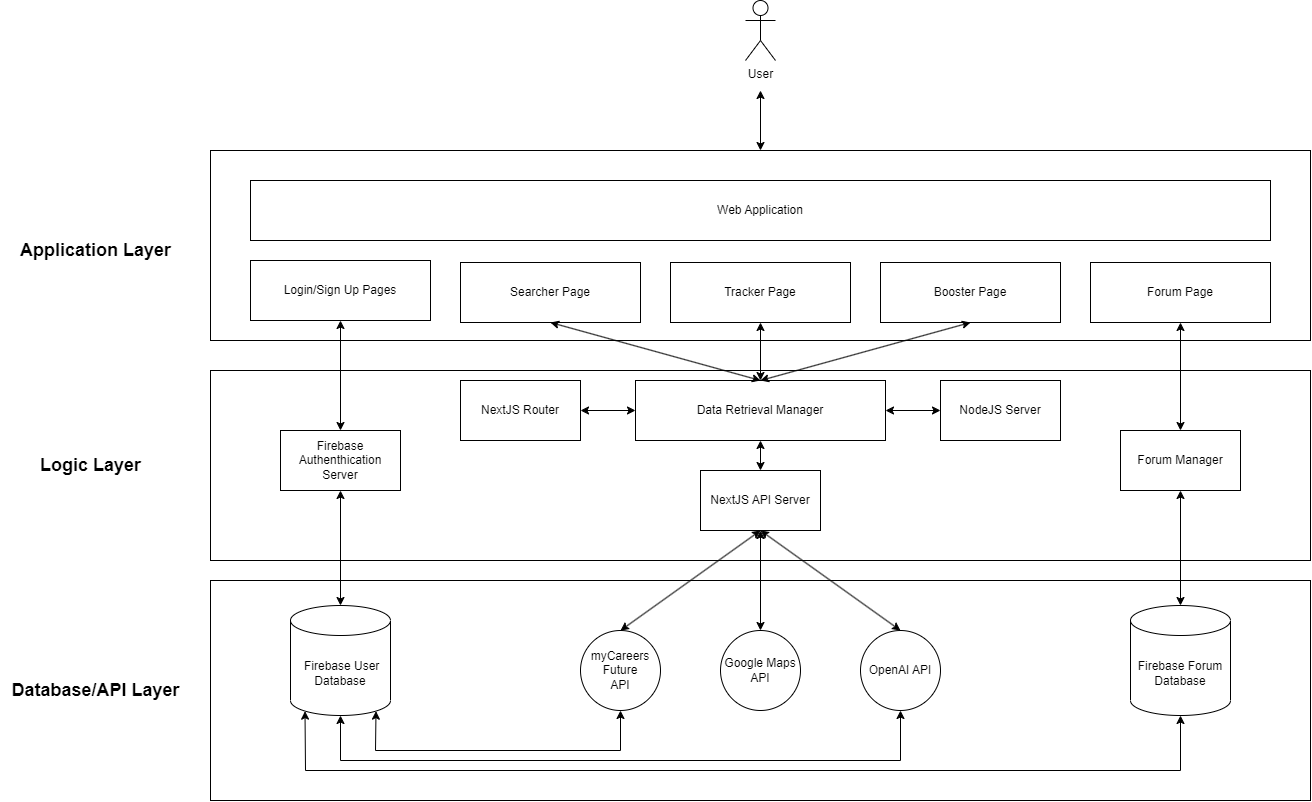 User
Application Layer
Web Application
Login/Sign Up Pages
Searcher Page
Tracker Page
Booster Page
Forum Page
Logic Layer
NextJS Router
Data Retrieval Manager
NodeJS Server
Firebase
Authenthication
Server
Forum Manager
NextJS API Server
Database/API Layer
Firebase User
Database
myCareers
Future
API
Google Maps
API
OpenAI API
Firebase Forum
Database